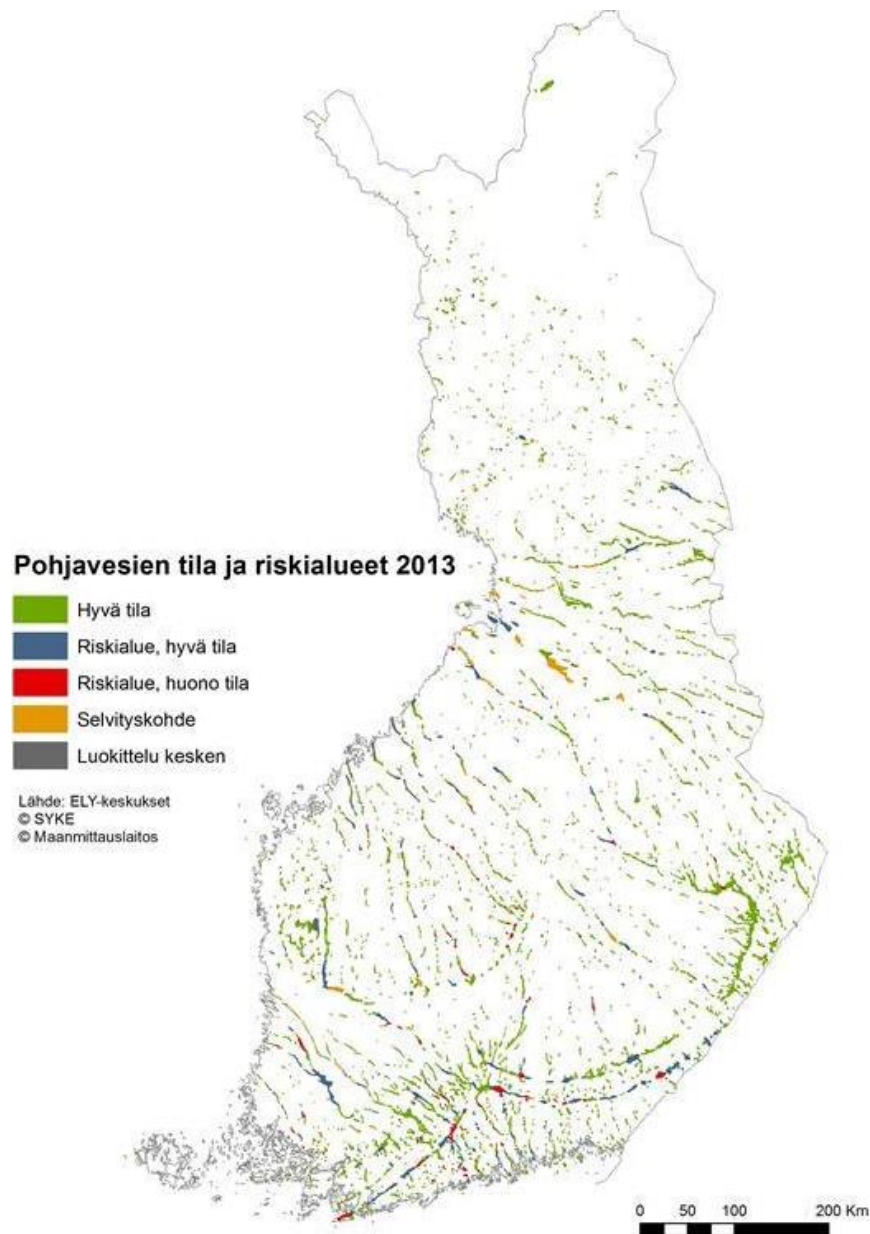 Pohjavesien tila ja riskialueet 2013
Hyvä tila
Riskialue, hyvä tila
Riskialue, huono tila
Selvityskohde
Luokittelu kesken
Lähde: ELY-keskukset
© SYKE
© Maanmittauslaitos
0 50 100 200 Km